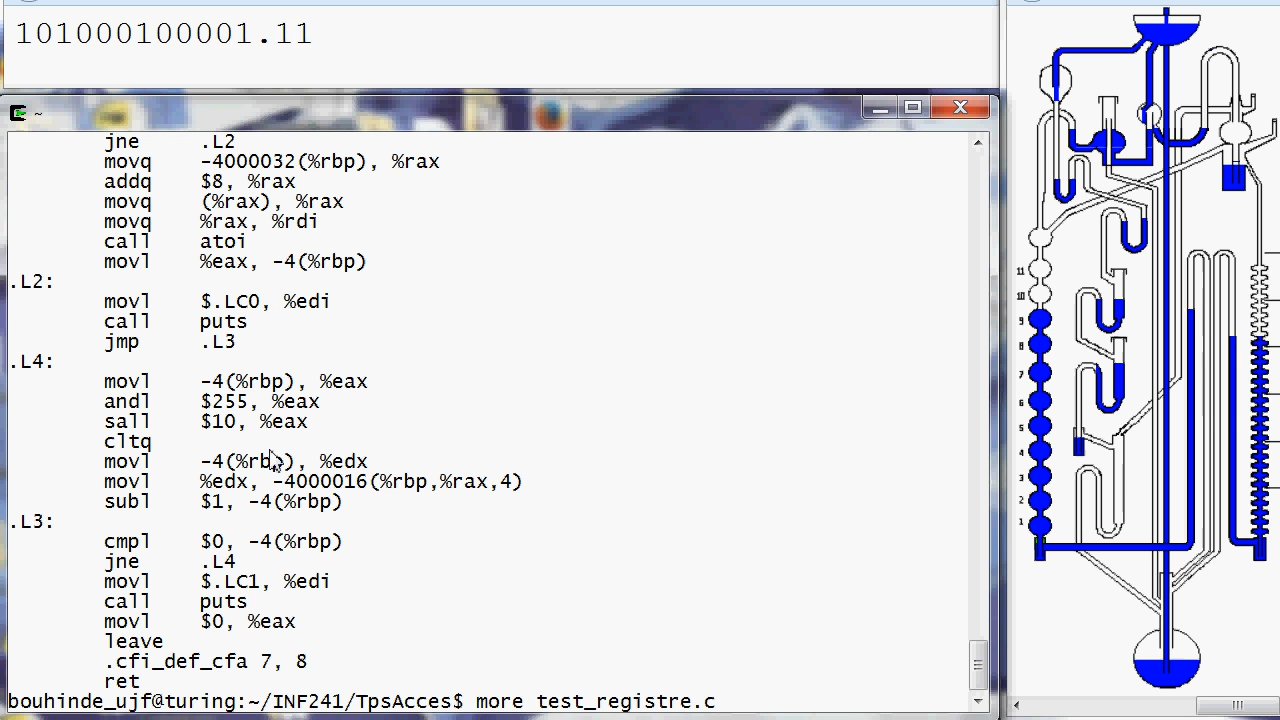 101000100001.11
~
jne .L2
movq -4000032(%rbp), %rax
addq $8, %rax
movq (%rax), %rax
movq %rax, %rdi
call atoi
movl %eax, -4(%rbp)
.L2:
movl $.LC0, %edi
call puts
jmp .L3
.L4:
movl -4(%rbp), %eax
andl $255, %eax
sall $10, %eax
cltq
movl -4(%rbp), %edx
movl %edx, -4000016(%rbp,%rax,4)
subl $1, -4(%rbp)
.L3:
cmpl $0, -4(%rbp)
jne .L4
movl $.LC1, %edi
call puts
movl $0, %eax
leave
.cfi_def_cfa 7, 8
ret
bouhinde_ujf@turing:~/INF241/TpsAcces$ more test_registre.c
11
10
9
8
7
6
5
4
3
2
1